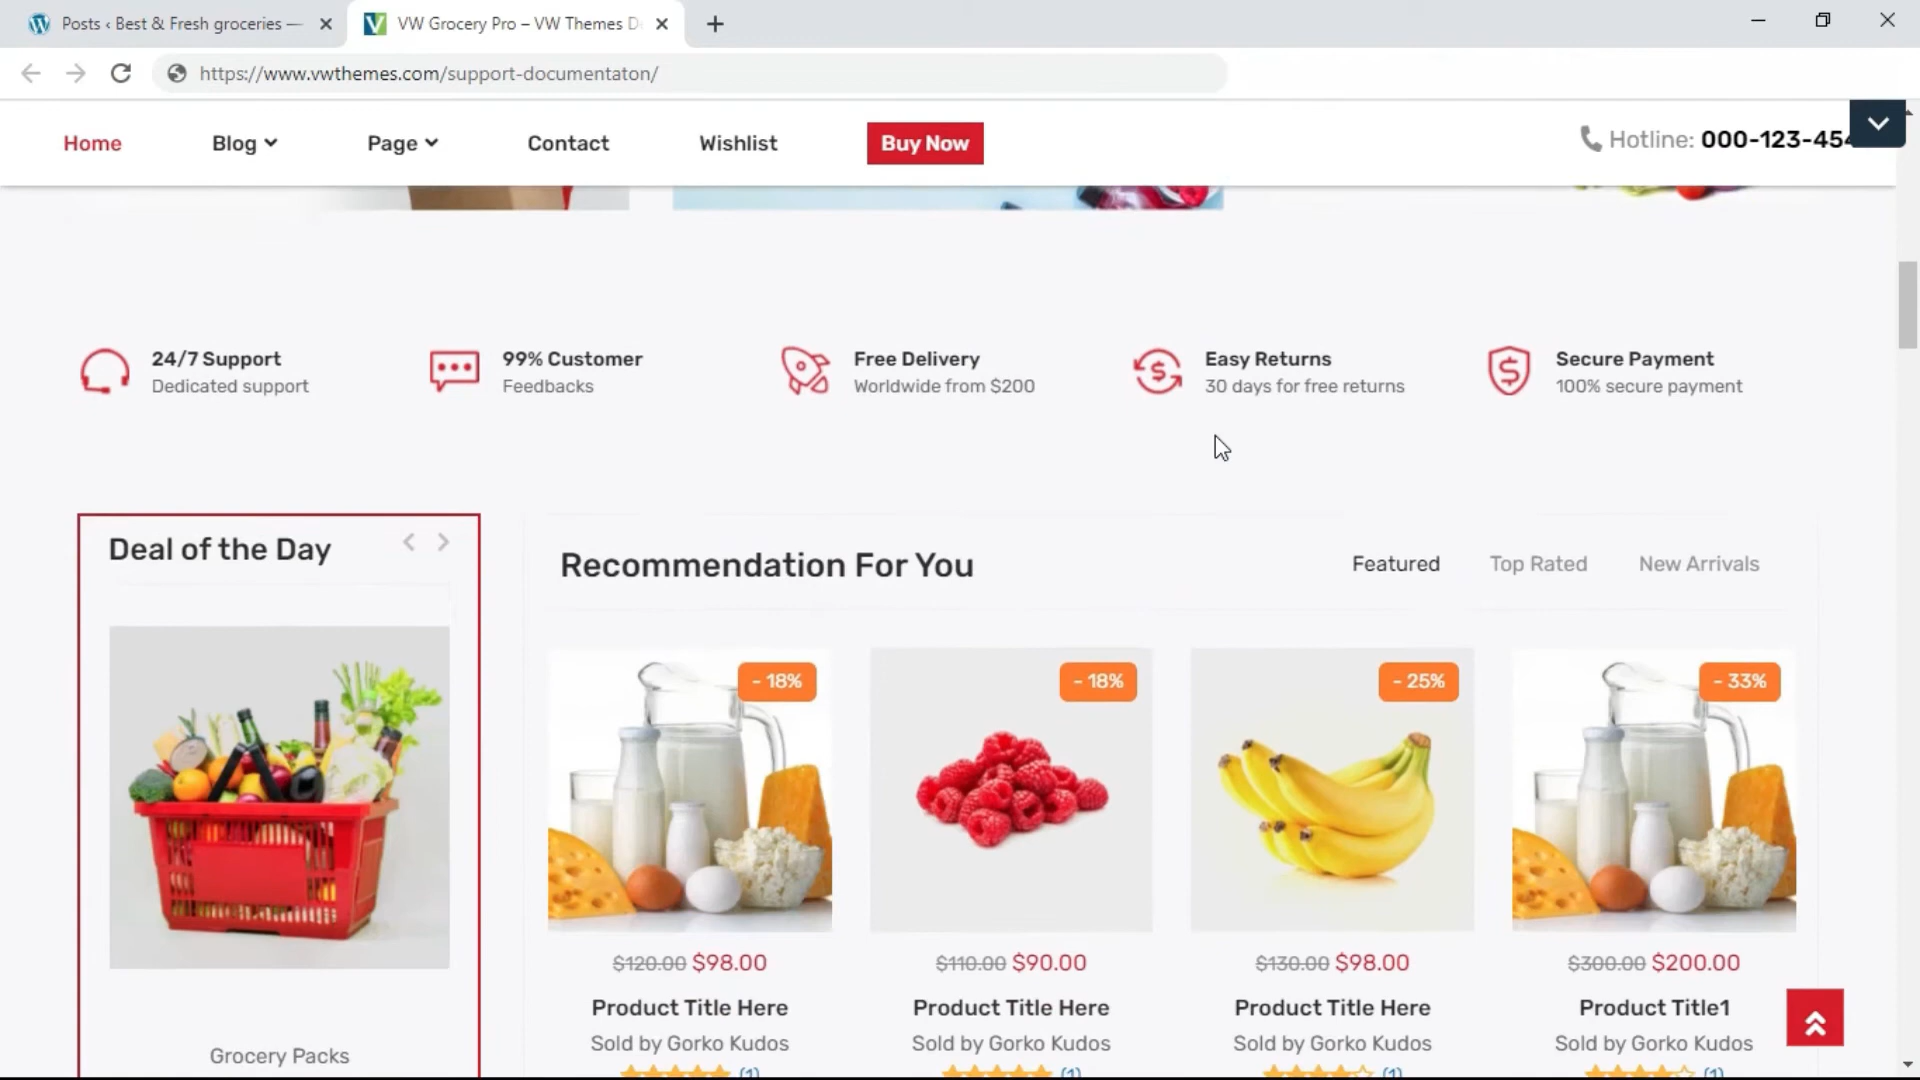 Posts ‹ Best & Fresh groceries —
VW Grocery Pro – VW Themes D
https://www.vwthemes.com/support-documentaton/
Home
Blog
Page
Contact
Wishlist
Buy Now
Hotline: 000-123-454
24/7 Support
Dedicated support
99% Customer
Feedbacks
Free Delivery
Worldwide from $200
Easy Returns
30 days for free returns
Secure Payment
100% secure payment
Deal of the Day
Grocery Packs
Recommendation For You
Featured
Top Rated
New Arrivals
- 18%
$120.00 $98.00
Product Title Here
Sold by Gorko Kudos
(1)
- 18%
$110.00 $90.00
Product Title Here
Sold by Gorko Kudos
(1)
- 25%
$130.00 $98.00
Product Title Here
Sold by Gorko Kudos
(1)
- 33%
$300.00 $200.00
Product Title1
Sold by Gorko Kudos
(1)